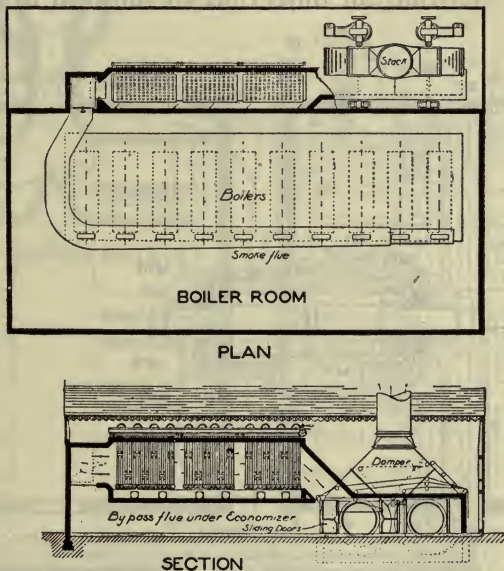 Stack
Boilers
Smoke flue
BOILER ROOM
PLAN
Damper
By pass flue under Economizer
Sliding Doors
SECTION